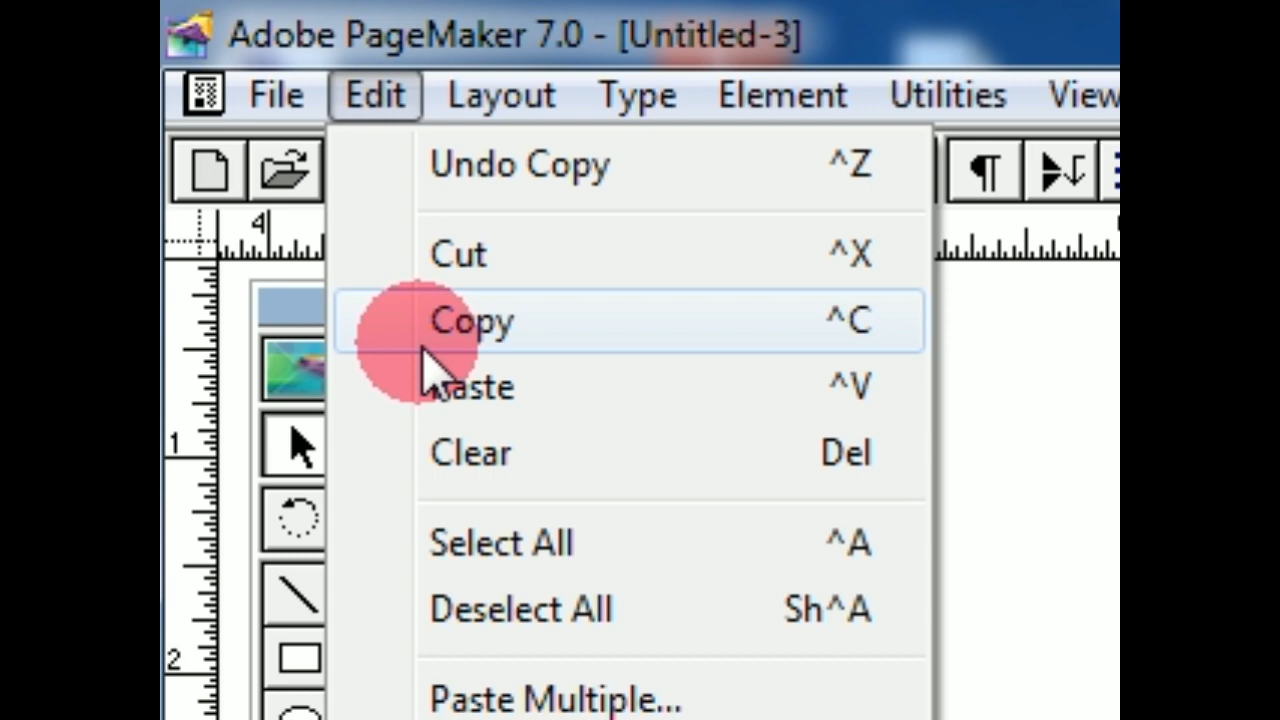 Adobe PageMaker 7.0 - [Untitled-3]
File Edit Layout Type Element Utilities View
Undo Copy ^Z
Cut ^X
Copy ^C
Paste ^V
Clear Del
Select All ^A
Deselect All Sh^A
Paste Multiple...
4
1
2